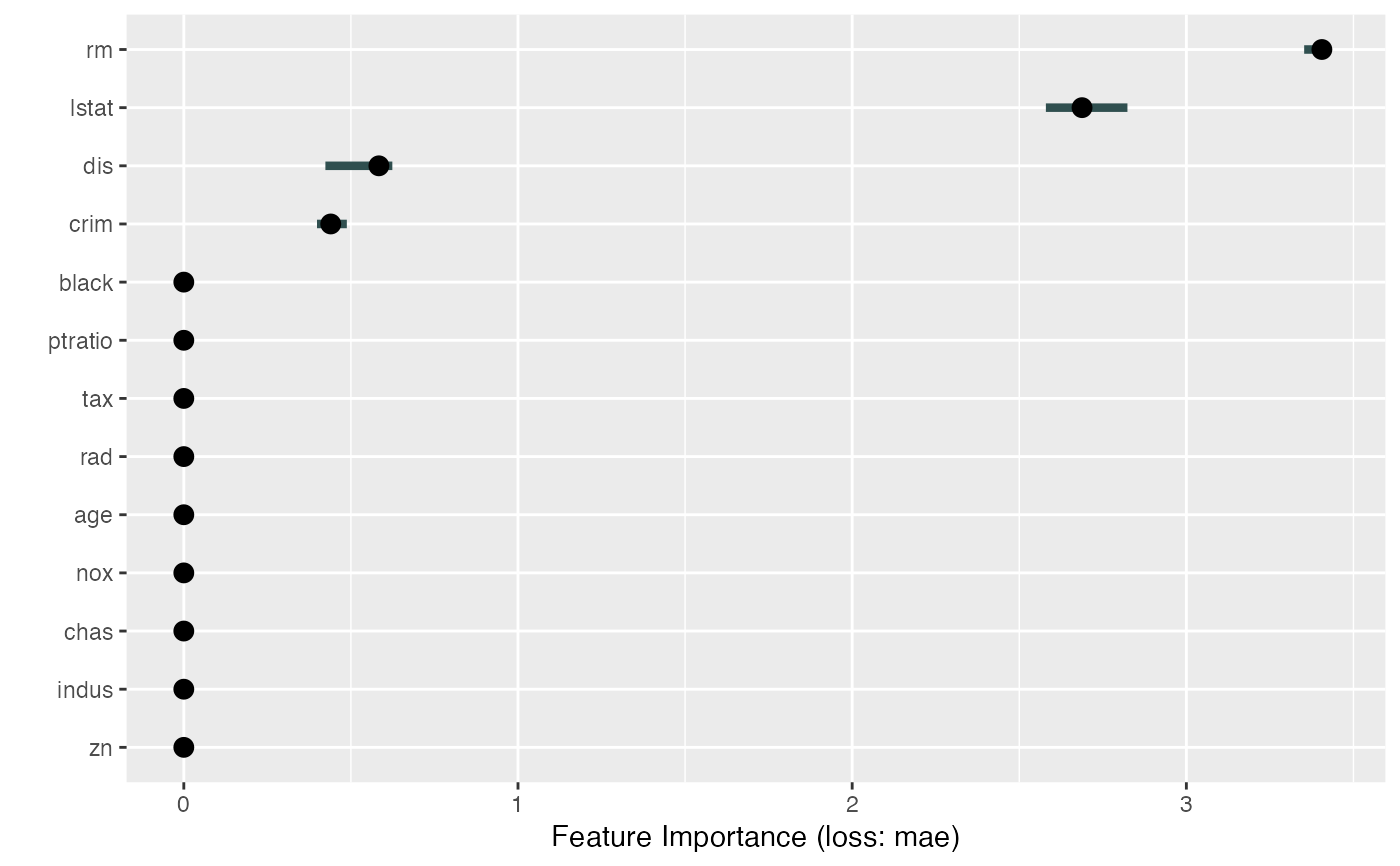 rm
lstat
dis
crim
black
ptratio
tax
rad
age
nox
chas
indus
zn
0 1 2 3
Feature Importance (loss: mae)